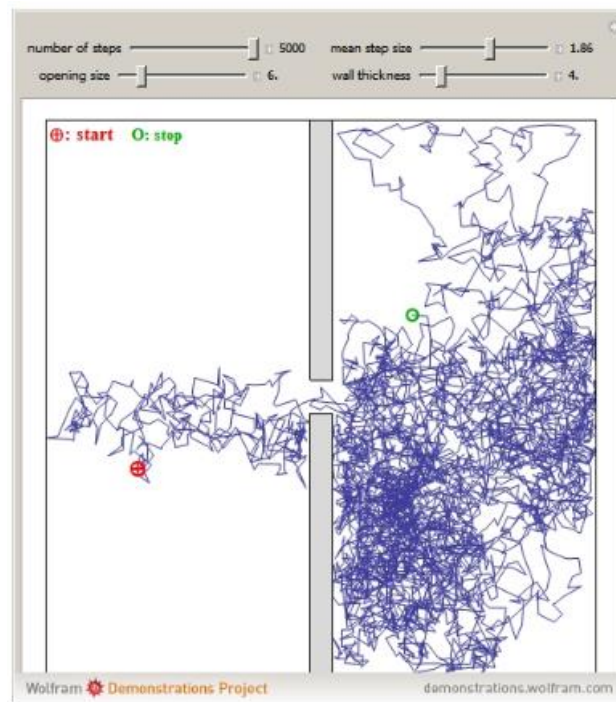 number of steps 5000 mean step size 1.86
opening size 6. wall thickness 4.
⊕: start O: stop
Wolfram Demonstrations Project demonstrations.wolfram.com